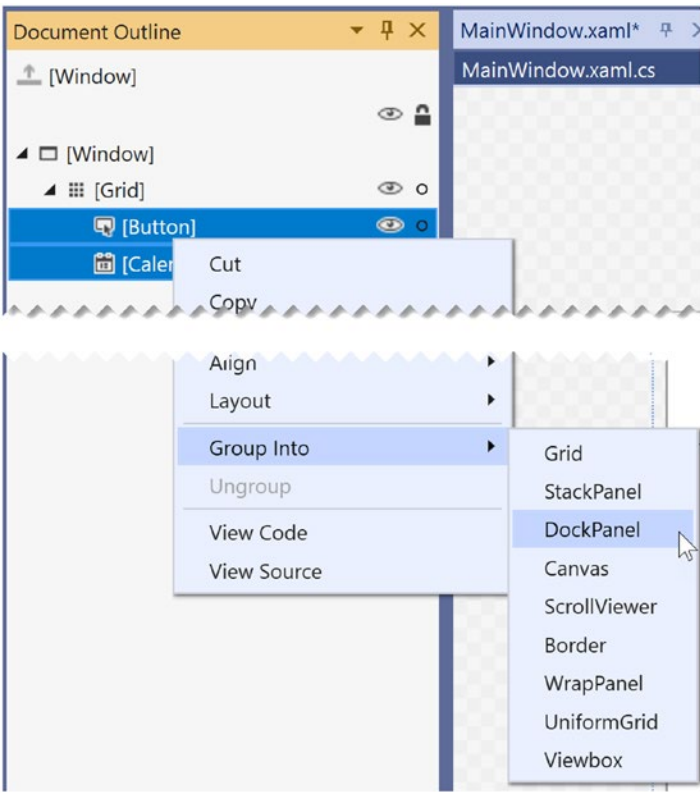 Document Outline
MainWindow.xaml*
[Window]
MainWindow.xaml.cs
[Window]
[Grid]
[Button]
[Caler
Cut
Copy
Align
Layout
Group Into
Ungroup
View Code
View Source
Grid
StackPanel
DockPanel
Canvas
ScrollViewer
Border
WrapPanel
UniformGrid
Viewbox